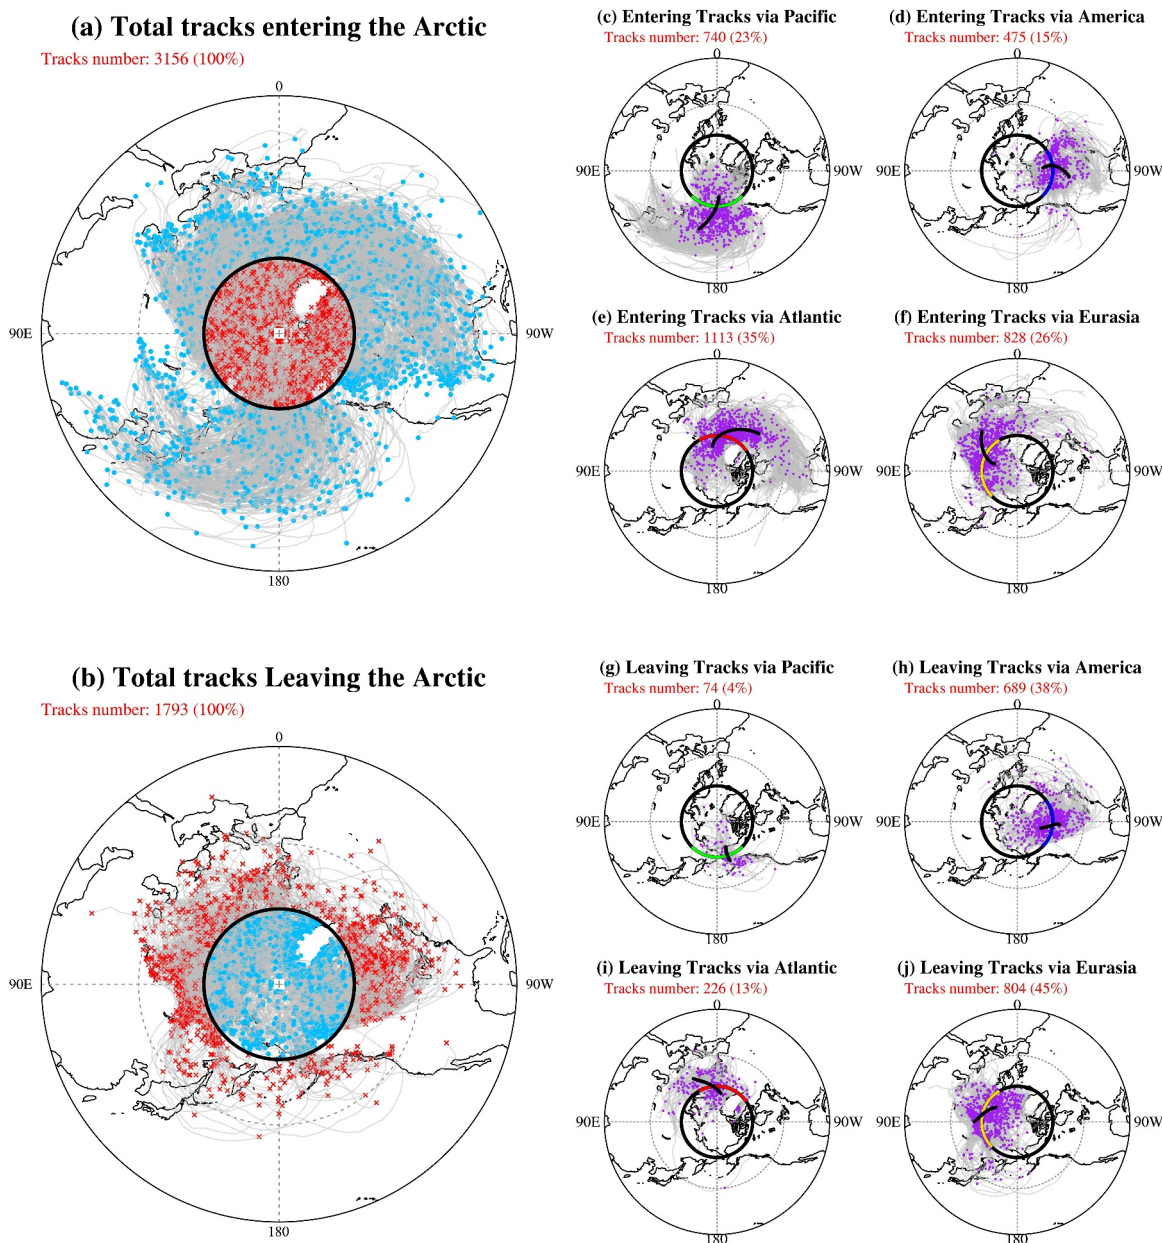 (a) Total tracks entering the Arctic
Tracks number: 3156 (100%)
0
90E
90W
180
(c) Entering Tracks via Pacific
Tracks number: 740 (23%)
0
90E
90W
180
(d) Entering Tracks via America
Tracks number: 475 (15%)
0
90E
90W
180
(e) Entering Tracks via Atlantic
Tracks number: 1113 (35%)
0
90E
90W
180
(f) Entering Tracks via Eurasia
Tracks number: 828 (26%)
0
90E
90W
180
(b) Total tracks Leaving the Arctic
Tracks number: 1793 (100%)
0
90E
90W
180
(g) Leaving Tracks via Pacific
Tracks number: 74 (4%)
0
90E
90W
180
(h) Leaving Tracks via America
Tracks number: 689 (38%)
0
90E
90W
180
(i) Leaving Tracks via Atlantic
Tracks number: 226 (13%)
0
90E
90W
180
(j) Leaving Tracks via Eurasia
Tracks number: 804 (45%)
0
90E
90W
180